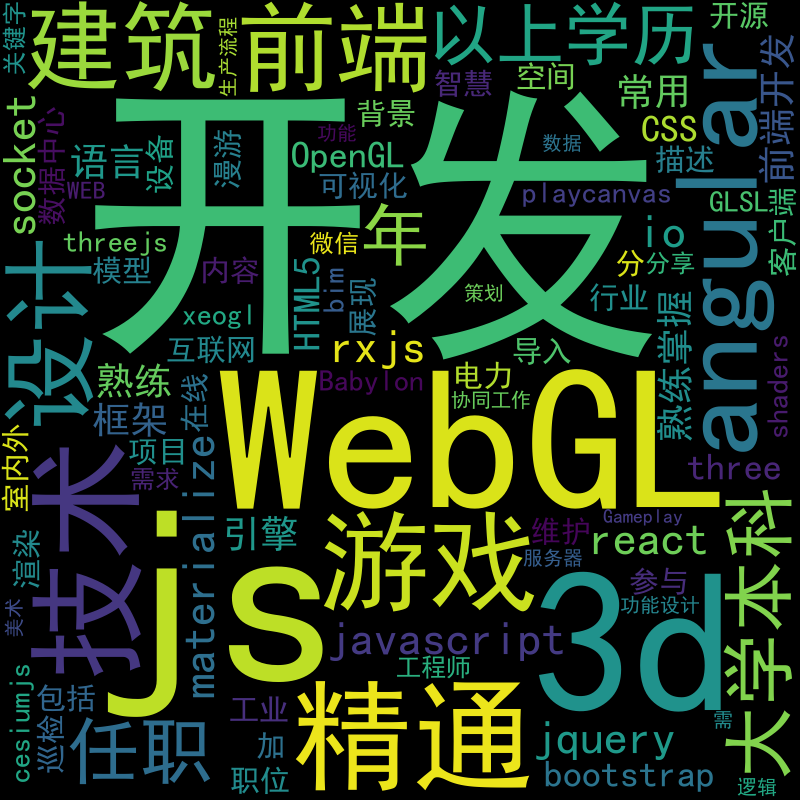 关键字
建筑
生产流程
前端
以上学历
开源
智慧
空间
常用
前端开发
angular
socket
数据中心
WEB
语言
设备
漫游
背景
功能
OpenGL
可视化
开发
数据
CSS
描述
playcanvas
GLSL
客户端
threejs
模型
内容
微信
年
io
分
分享
设计
xeogl
互联网
HTML5
bim
展现
rxjs
策划
导入
行业
熟练掌握
shaders
熟练
框架
在线
Babylon
电力
协同工作
室内外
项目
需求
WebGL
three
技术
materialize
引擎
游戏
维护
Gameplay
react
服务器
大学本科
渲染
美术
js
javascript
3d
参与
功能设计
cesiumjs
包括
巡检
任职
工业
加
职位
精通
工程师
jquery
bootstrap
需
逻辑